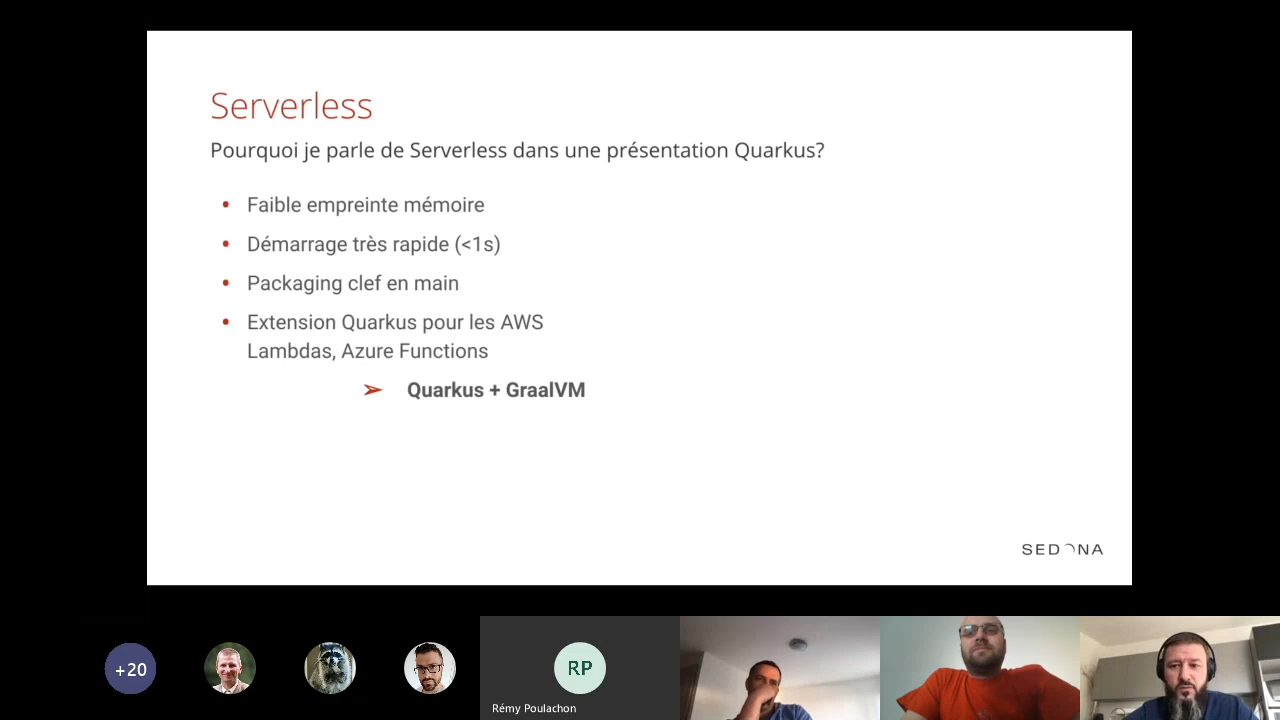 Serverless
Pourquoi je parle de Serverless dans une présentation Quarkus?
• Faible empreinte mémoire
• Démarrage très rapide (<1s)
• Packaging clef en main
• Extension Quarkus pour les AWS
Lambdas, Azure Functions
➢ Quarkus + GraalVM
SEDONA
+20
RP
Rémy Poulachon